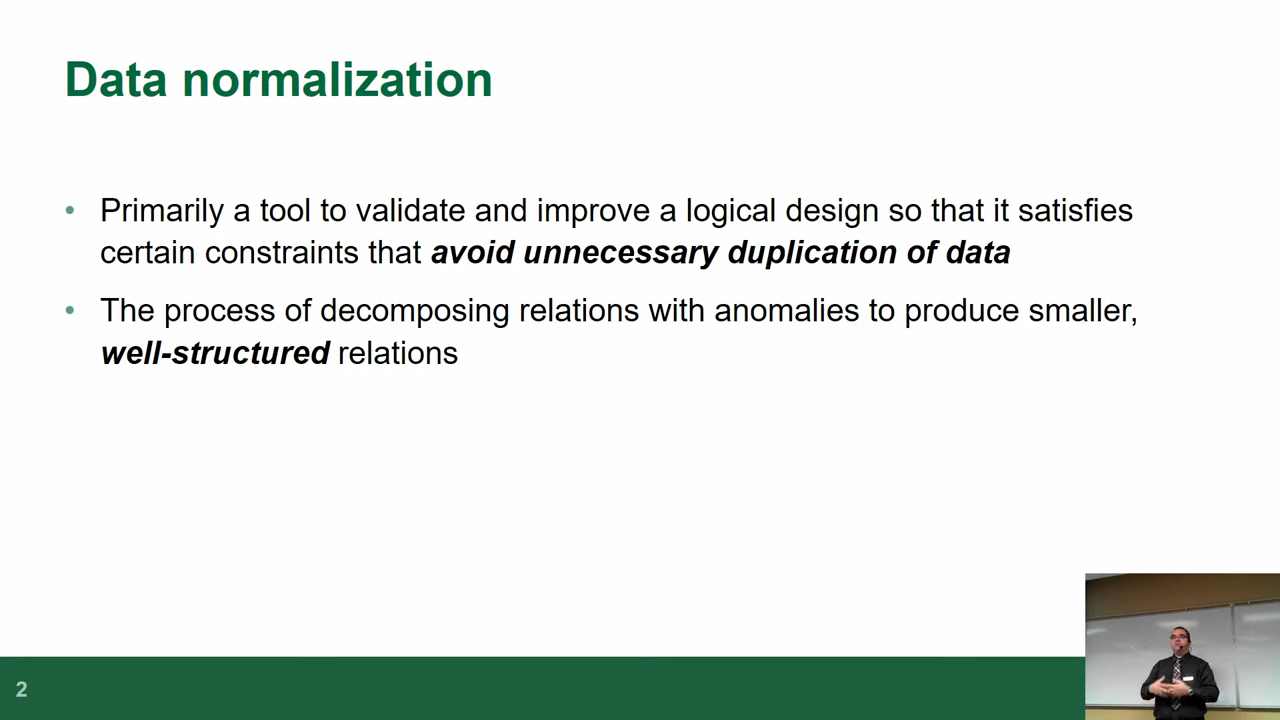 Data normalization
• Primarily a tool to validate and improve a logical design so that it satisfies
certain constraints that avoid unnecessary duplication of data
• The process of decomposing relations with anomalies to produce smaller,
well-structured relations
2